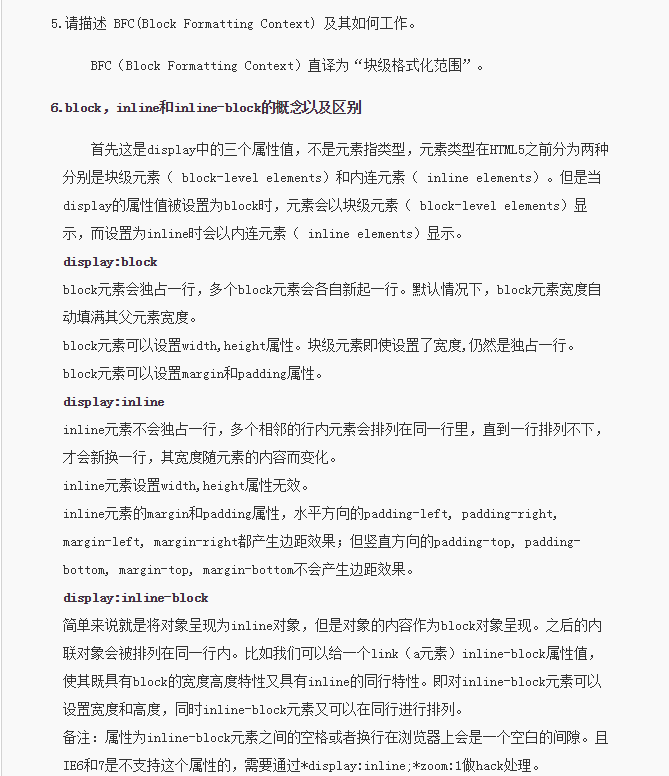 5.请描述 BFC(Block Formatting Context) 及其如何工作。
BFC（Block Formatting Context）直译为“块级格式化范围”。
6.block，inline和inline-block的概念以及区别
首先这是display中的三个属性值，不是元素指类型，元素类型在HTML5之前分为两种
分别是块级元素（ block-level elements）和内连元素（ inline elements）。但是当
display的属性值被设置为block时，元素会以块级元素（ block-level elements）显
示，而设置为inline时会以内连元素（ inline elements）显示。
display:block
block元素会独占一行，多个block元素会各自新起一行。默认情况下，block元素宽度自
动填满其父元素宽度。
block元素可以设置width,height属性。块级元素即使设置了宽度,仍然是独占一行。
block元素可以设置margin和padding属性。
display:inline
inline元素不会独占一行，多个相邻的行内元素会排列在同一行里，直到一行排列不下，
才会新换一行，其宽度随元素的内容而变化。
inline元素设置width,height属性无效。
inline元素的margin和padding属性，水平方向的padding-left, padding-right,
margin-left, margin-right都产生边距效果；但竖直方向的padding-top, padding-
bottom, margin-top, margin-bottom不会产生边距效果。
display:inline-block
简单来说就是将对象呈现为inline对象，但是对象的内容作为block对象呈现。之后的内
联对象会被排列在同一行内。比如我们可以给一个link（a元素）inline-block属性值，
使其既具有block的宽度高度特性又具有inline的同行特性。即对inline-block元素可以
设置宽度和高度，同时inline-block元素又可以在同行进行排列。
备注：属性为inline-block元素之间的空格或者换行在浏览器上会是一个空白的间隙。且
IE6和7是不支持这个属性的，需要通过*display:inline;*zoom:1做hack处理。